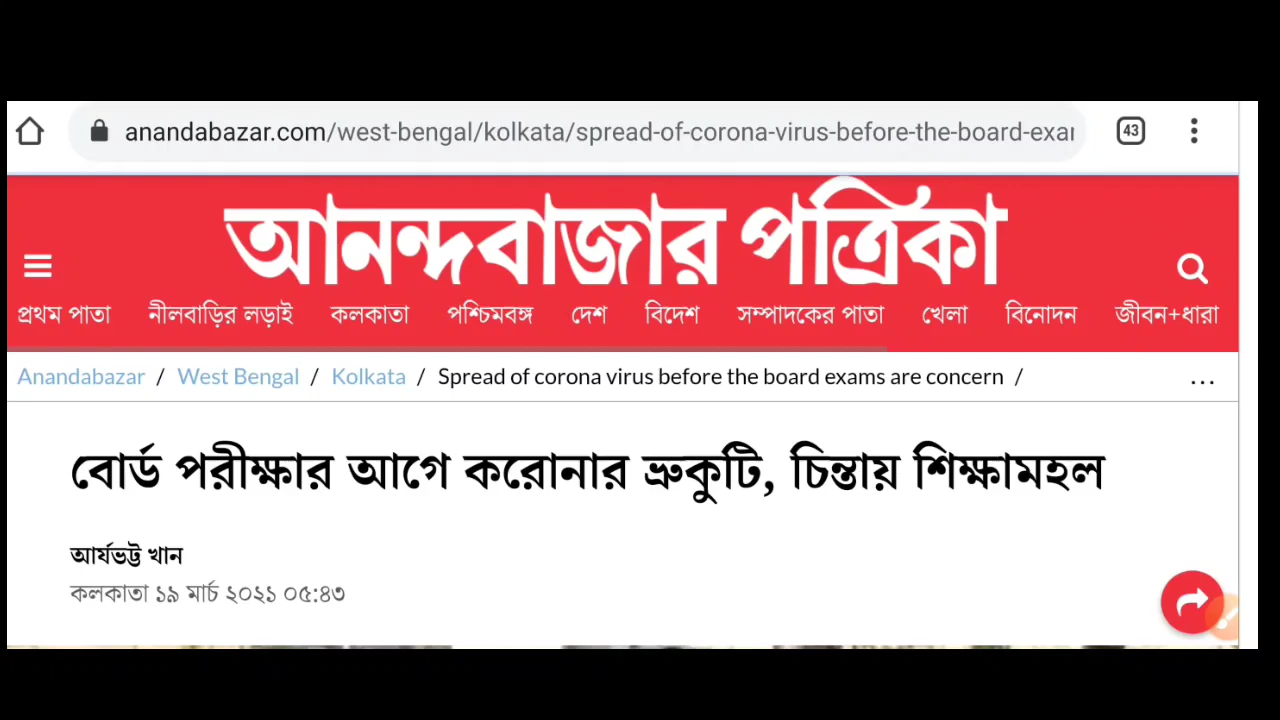 anandabazar.com/west-bengal/kolkata/spread-of-corona-virus-before-the-board-exar
43
আনন্দবাজার পত্রিকা
প্রথম পাতা নীলবাড়ির লড়াই কলকাতা পশ্চিমবঙ্গ দেশ বিদেশ সম্পাদকের পাতা খেলা বিনোদন জীবন+ধারা
Anandabazar / West Bengal / Kolkata / Spread of corona virus before the board exams are concern / ...
বোর্ড পরীক্ষার আগে করোনার ভ্রুকুটি, চিন্তায় শিক্ষামহল
আর্যভট্ট খান
কলকাতা ১৯ মার্চ ২০২১ ০৫:৪৩